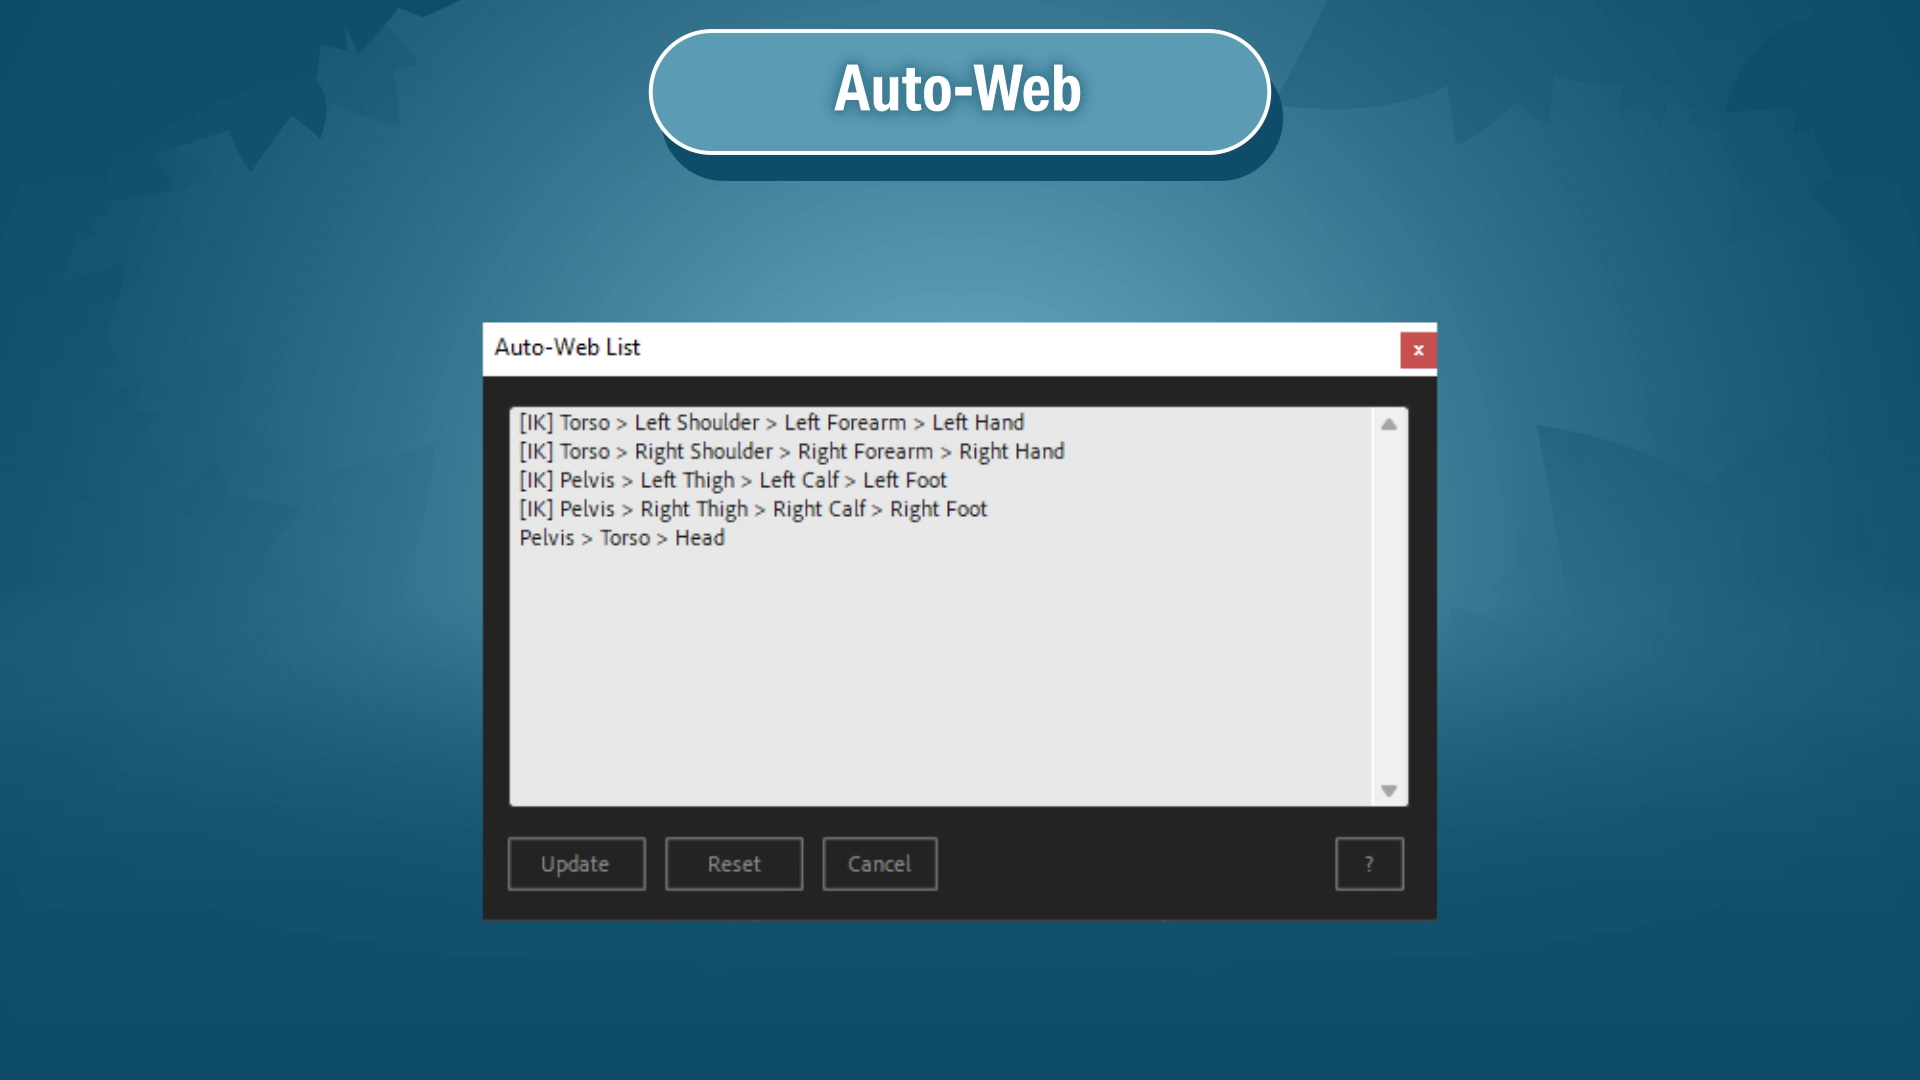 Auto-Web
Auto-Web List
x
[IK] Torso > Left Shoulder > Left Forearm > Left Hand
[IK] Torso > Right Shoulder > Right Forearm > Right Hand
[IK] Pelvis > Left Thigh > Left Calf > Left Foot
[IK] Pelvis > Right Thigh > Right Calf > Right Foot
Pelvis > Torso > Head
Update Reset Cancel ?